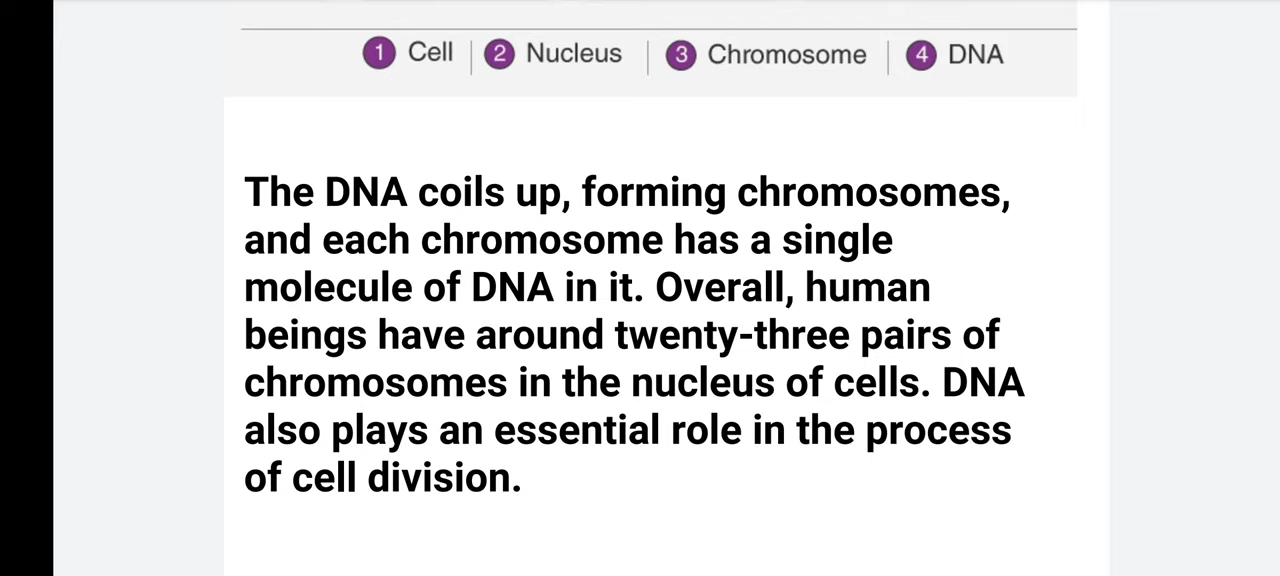 1 Cell | 2 Nucleus | 3 Chromosome | 4 DNA
The DNA coils up, forming chromosomes,
and each chromosome has a single
molecule of DNA in it. Overall, human
beings have around twenty-three pairs of
chromosomes in the nucleus of cells. DNA
also plays an essential role in the process
of cell division.